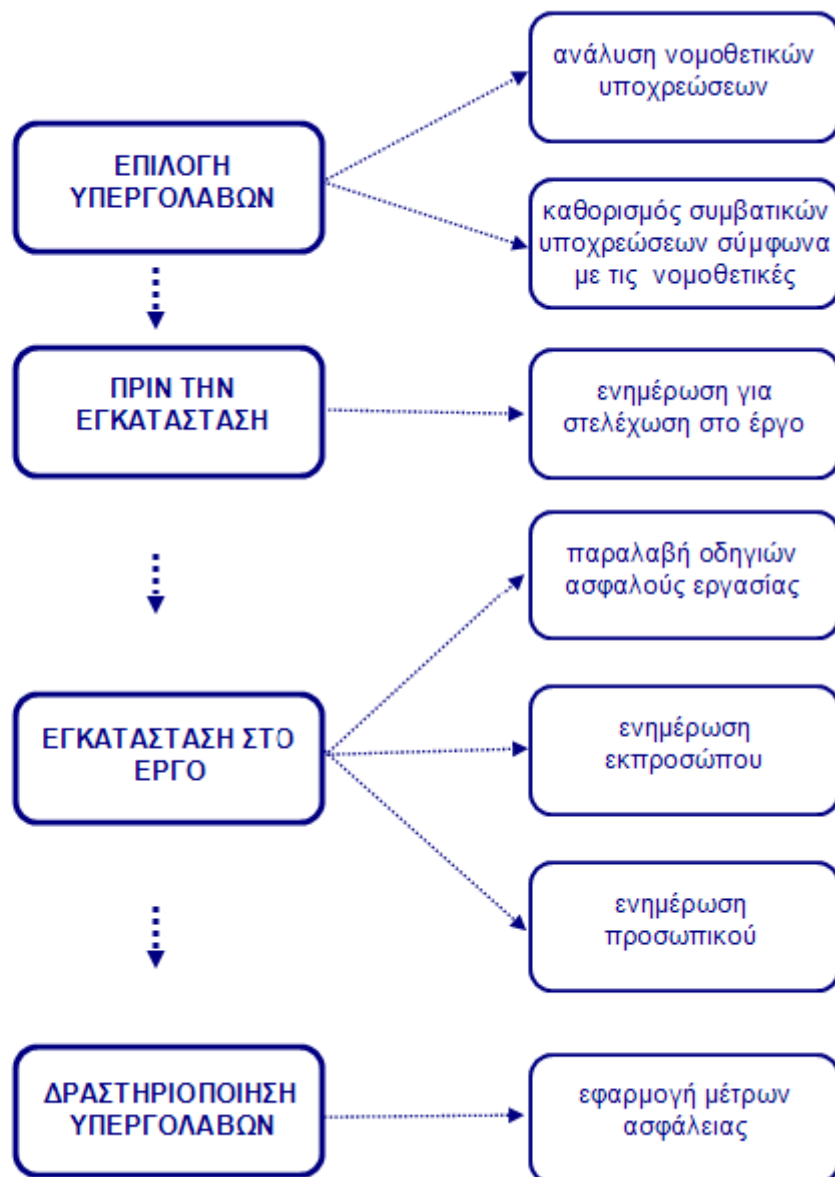 ΕΠΙΛΟΓΗ
ΥΠΕΡΓΟΛΑΒΩΝ
ανάλυση νομοθετικών
υποχρεώσεων
καθορισμός συμβατικών
υποχρεώσεων σύμφωνα
με τις νομοθετικές
ΠΡΙΝ ΤΗΝ
ΕΓΚΑΤΑΣΤΑΣΗ
ενημέρωση για
στελέχωση στο έργο
ΕΓΚΑΤΑΣΤΑΣΗ ΣΤΟ
ΕΡΓΟ
παραλαβή οδηγιών
ασφαλούς εργασίας
ενημέρωση
εκπροσώπου
ενημέρωση
προσωπικού
ΔΡΑΣΤΗΡΙΟΠΟΙΗΣΗ
ΥΠΕΡΓΟΛΑΒΩΝ
εφαρμογή μέτρων
ασφάλειας